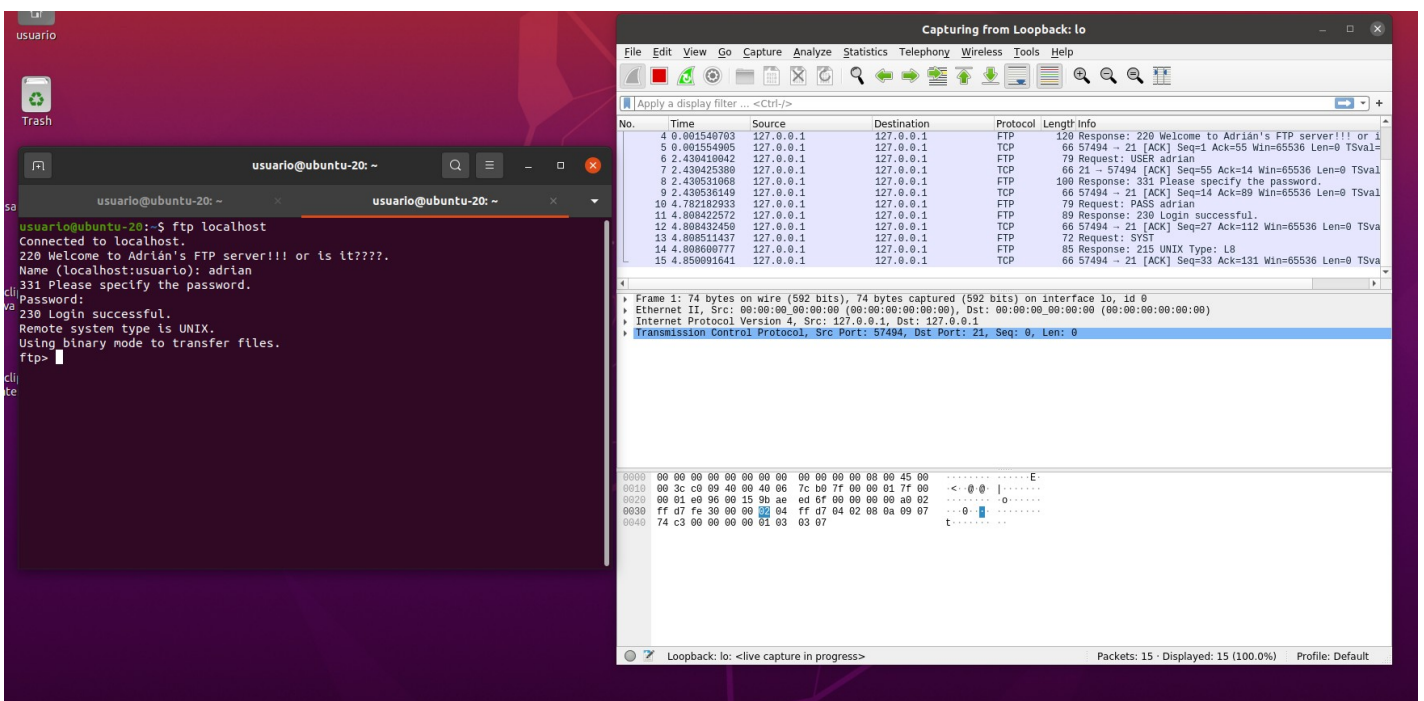 usuario
Trash
usuario@ubuntu-20: ~
usuario@ubuntu-20: ~
usuario@ubuntu-20: ~
usuario@ubuntu-20:~$ ftp localhost
Connected to localhost.
220 Welcome to Adrián's FTP server!!! or is it????.
Name (localhost:usuario): adrian
331 Please specify the password.
Password:
230 Login successful.
Remote system type is UNIX.
Using binary mode to transfer files.
ftp>
Capturing from Loopback: lo
File Edit View Go Capture Analyze Statistics Telephony Wireless Tools Help
Apply a display filter ... <Ctrl-/>
No. Time Source Destination Protocol Length Info
4 0.001540703 127.0.0.1 127.0.0.1 FTP 120 Response: 220 Welcome to Adrián's FTP server!!! or i
5 0.001554905 127.0.0.1 127.0.0.1 TCP 66 57494 → 21 [ACK] Seq=1 Ack=55 Win=65536 Len=0 TSval=
6 2.430410042 127.0.0.1 127.0.0.1 FTP 79 Request: USER adrian
7 2.430425380 127.0.0.1 127.0.0.1 TCP 66 21 → 57494 [ACK] Seq=55 Ack=14 Win=65536 Len=0 TSval
8 2.430531068 127.0.0.1 127.0.0.1 FTP 100 Response: 331 Please specify the password.
9 2.430536149 127.0.0.1 127.0.0.1 TCP 66 57494 → 21 [ACK] Seq=14 Ack=89 Win=65536 Len=0 TSval
10 4.782182933 127.0.0.1 127.0.0.1 FTP 79 Request: PASS adrian
11 4.808422572 127.0.0.1 127.0.0.1 FTP 89 Response: 230 Login successful.
12 4.808432450 127.0.0.1 127.0.0.1 TCP 66 57494 → 21 [ACK] Seq=27 Ack=112 Win=65536 Len=0 TSva
13 4.808511437 127.0.0.1 127.0.0.1 FTP 72 Request: SYST
14 4.808600777 127.0.0.1 127.0.0.1 FTP 85 Response: 215 UNIX Type: L8
15 4.850091641 127.0.0.1 127.0.0.1 TCP 66 57494 → 21 [ACK] Seq=33 Ack=131 Win=65536 Len=0 TSva
Frame 1: 74 bytes on wire (592 bits), 74 bytes captured (592 bits) on interface lo, id 0
Ethernet II, Src: 00:00:00_00:00:00 (00:00:00:00:00:00), Dst: 00:00:00_00:00:00 (00:00:00:00:00:00)
Internet Protocol Version 4, Src: 127.0.0.1, Dst: 127.0.0.1
Transmission Control Protocol, Src Port: 57494, Dst Port: 21, Seq: 0, Len: 0
0000 00 00 00 00 00 00 00 00 00 00 00 00 08 00 45 00 ··············E·
0010 00 3c c0 09 40 00 40 06 7c b0 7f 00 00 01 7f 00 ·<··@·@· |·······
0020 00 01 e0 96 00 15 9b ae ed 6f 00 00 00 00 a0 02 ········ ·o······
0030 ff d7 fe 30 00 00 02 04 ff d7 04 02 08 0a 09 07 ···0···· ········
0040 74 c3 00 00 00 00 01 03 03 07 t······· ··
Loopback: lo: <live capture in progress>
Packets: 15 · Displayed: 15 (100.0%)
Profile: Default